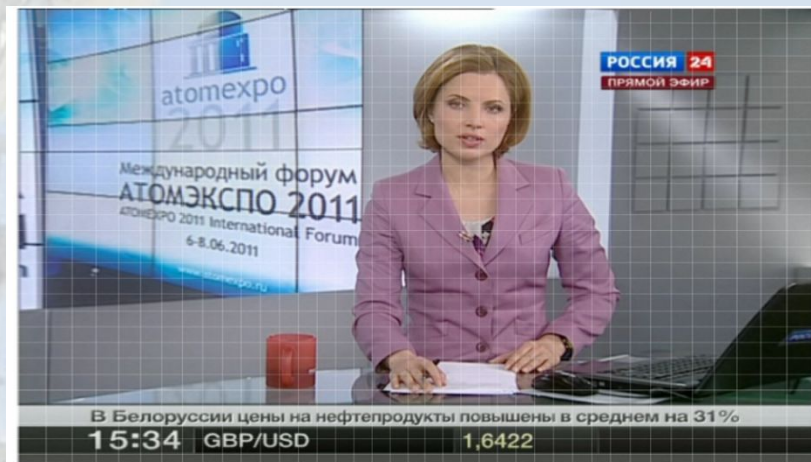 atomexpo
2011
Международный форум
АТОМЭКСПО 2011
ATOMEXPO 2011 International Forum
6-8.06.2011
www.atomexpo.ru
РОССИЯ 24
ПРЯМОЙ ЭФИР
В Белоруссии цены на нефтепродукты повышены в среднем на 31%
15:34 GBP/USD 1,6422